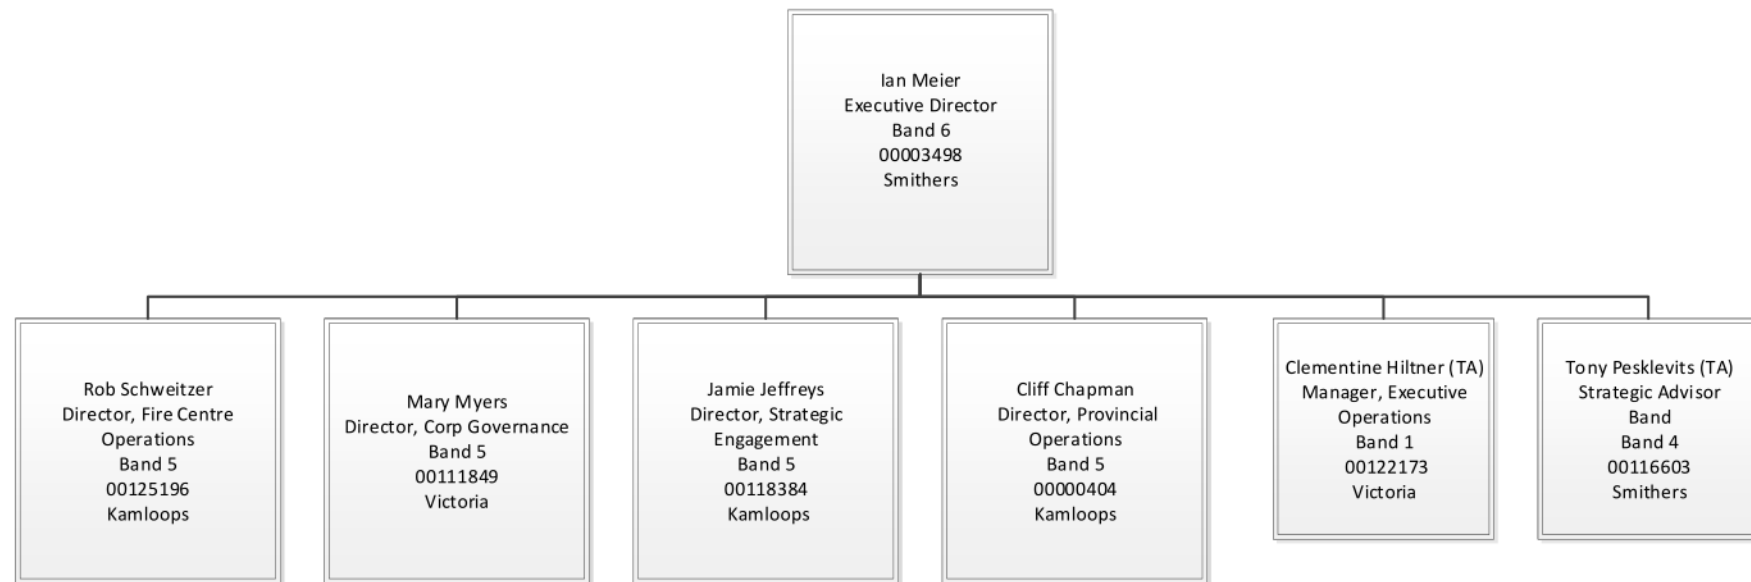 Ian Meier
Executive Director
Band 6
00003498
Smithers
Rob Schweitzer
Director, Fire Centre
Operations
Band 5
00125196
Kamloops
Mary Myers
Director, Corp Governance
Band 5
00111849
Victoria
Jamie Jeffreys
Director, Strategic
Engagement
Band 5
00118384
Kamloops
Cliff Chapman
Director, Provincial
Operations
Band 5
00000404
Kamloops
Clementine Hiltner (TA)
Manager, Executive
Operations
Band 1
00122173
Victoria
Tony Pesklevits (TA)
Strategic Advisor
Band
Band 4
00116603
Smithers